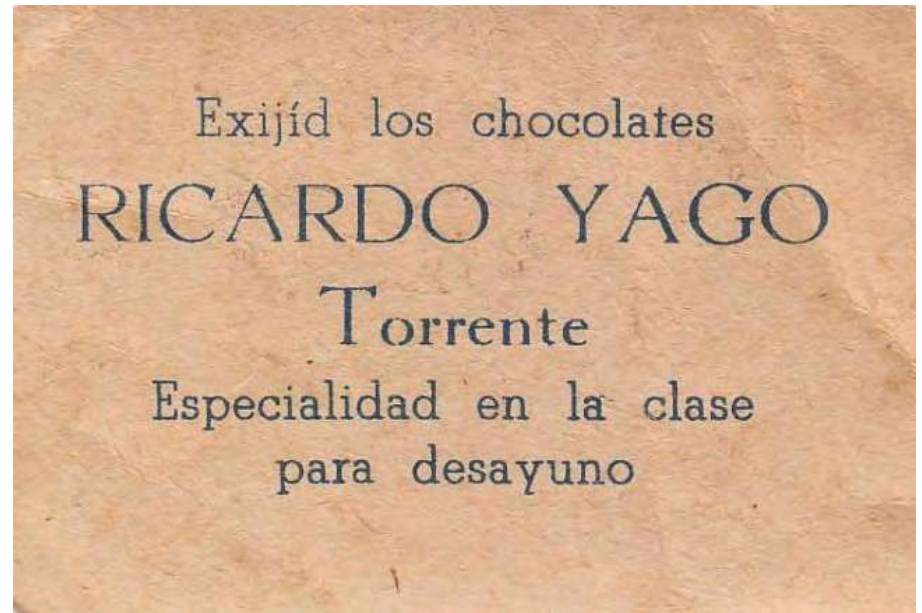 Exijíd los chocolates
RICARDO YAGO
Torrente
Especialidad en la clase
para desayuno